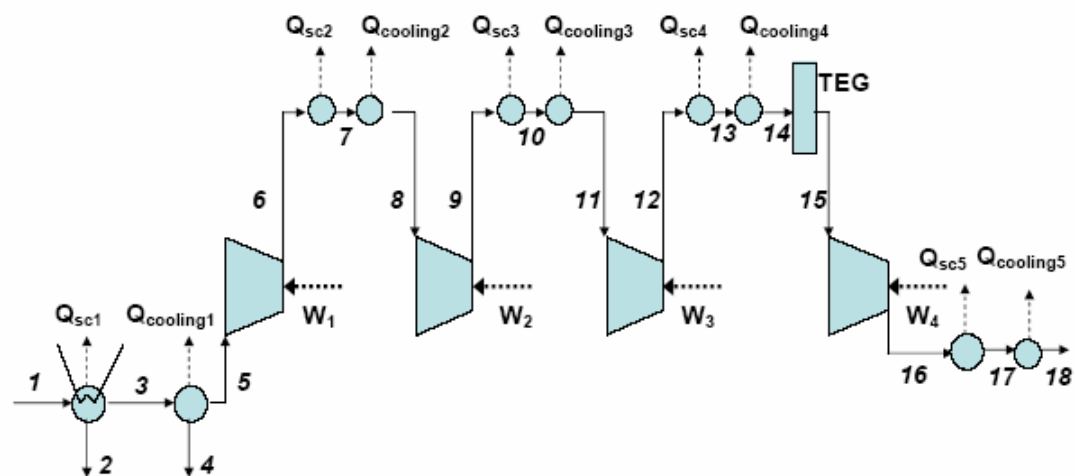 Qsc2 Qcooling2 Qsc3 Qcooling3 Qsc4 Qcooling4
TEG
7 10 13 14
6 8 9 11 12 15
Qsc5 Qcooling5
W1 W2 W3 W4
Qsc1 Qcooling1
1 3 5 16 17 18
2 4